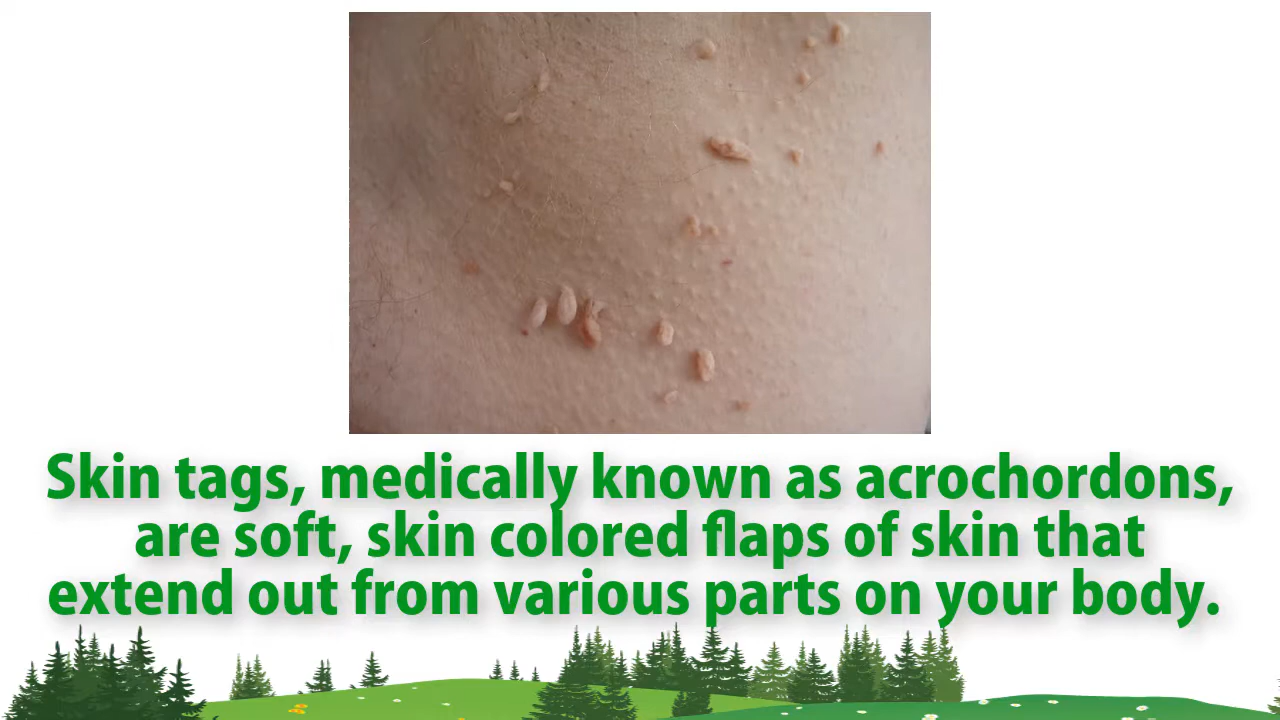 Skin tags, medically known as acrochordons,
are soft, skin colored flaps of skin that
extend out from various parts on your body.